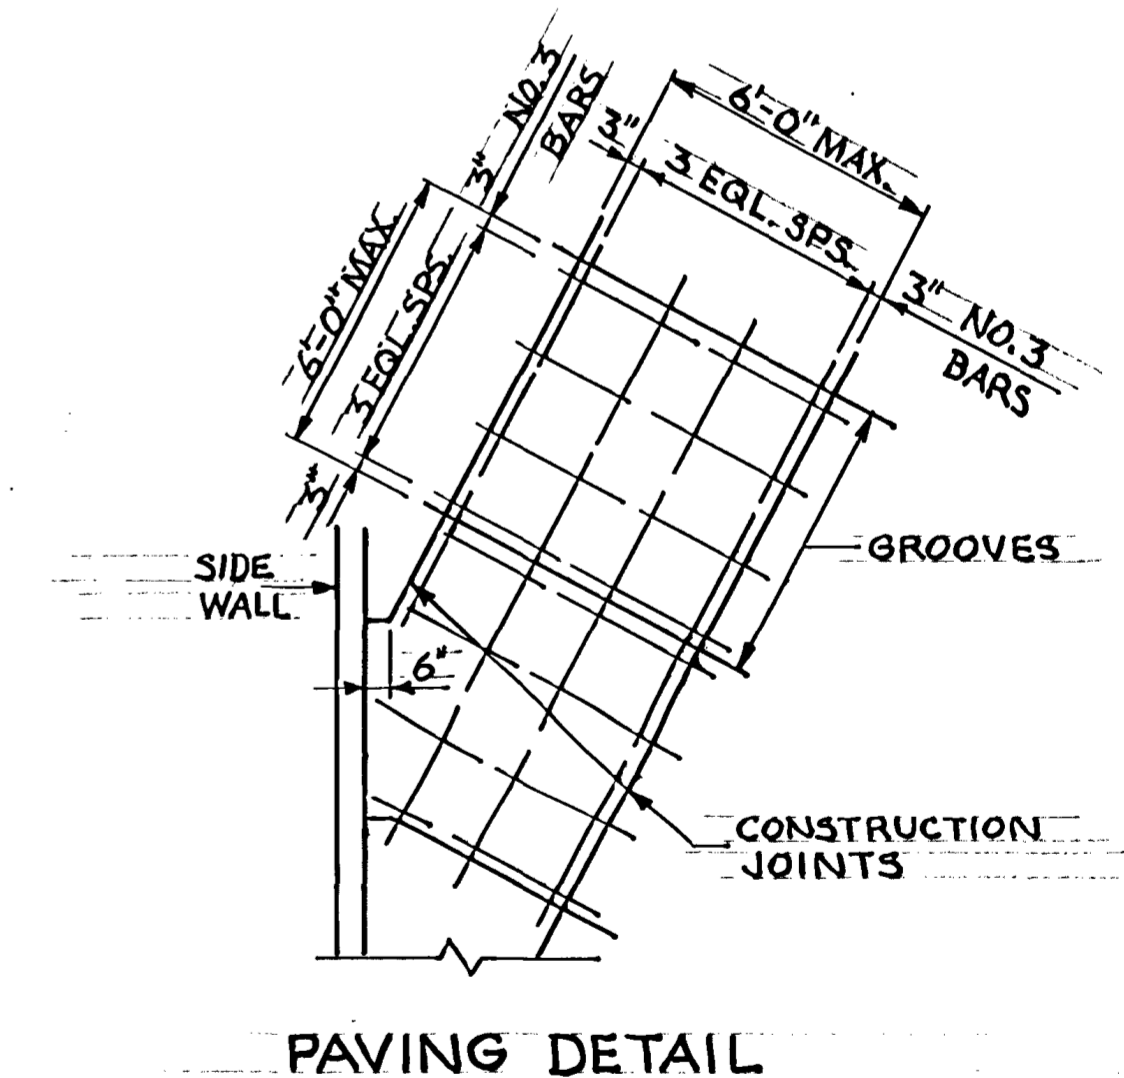 NO. 3
BARS
3"
6'-0" MAX.
3 EQL. SPS.
3"
3"
6'-0" MAX.
3 EQL. SPS.
3" NO. 3
BARS
GROOVES
SIDE
WALL
6"
CONSTRUCTION
JOINTS
PAVING DETAIL